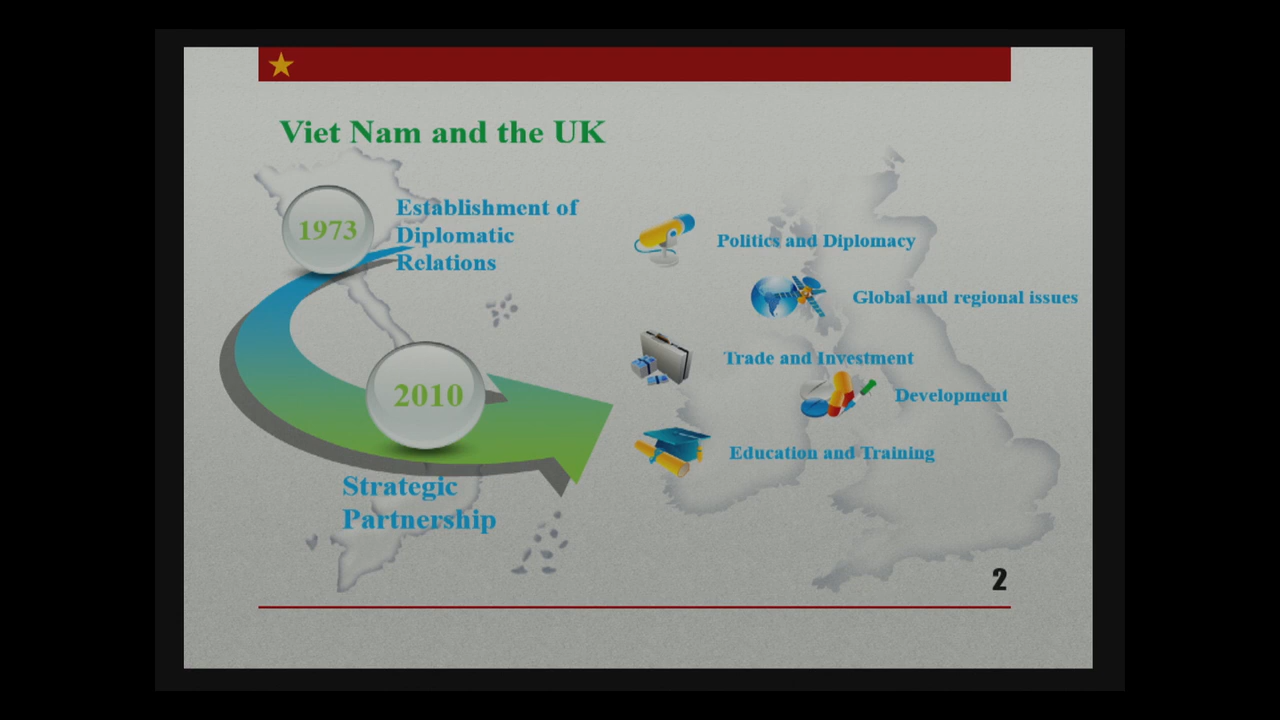 Viet Nam and the UK
1973
Establishment of
Diplomatic
Relations
2010
Strategic
Partnership
Politics and Diplomacy
Global and regional issues
Trade and Investment
Development
Education and Training
2